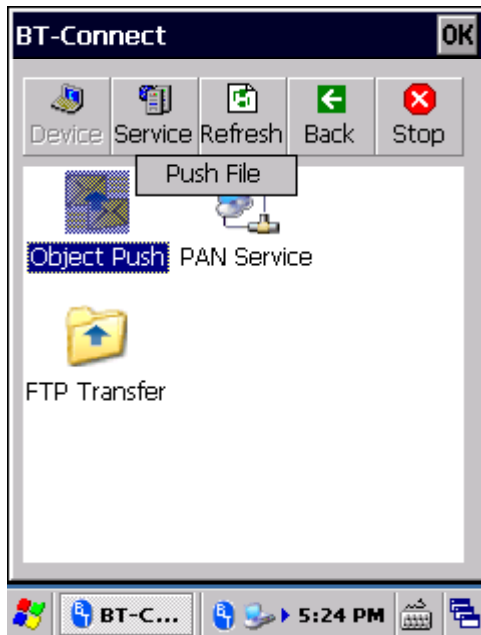 BT-Connect OK
Device Service Refresh Back Stop
Push File
Object Push PAN Service
FTP Transfer
BT-C... 5:24 PM